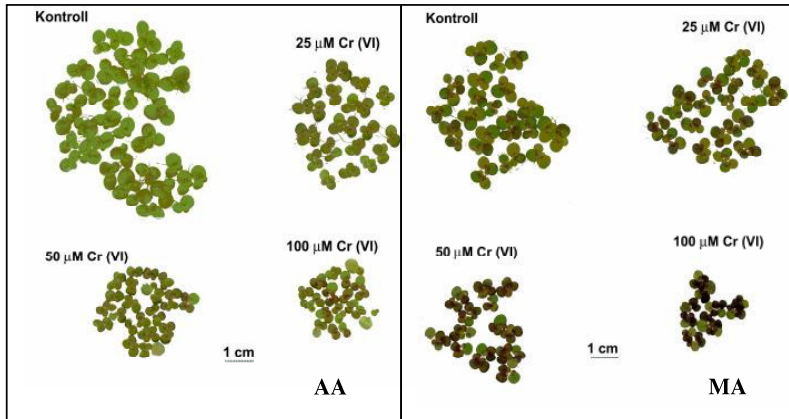 Kontroll
25 μM Cr (VI)
50 μM Cr (VI)
100 μM Cr (VI)
1 cm
AA
Kontroll
25 μM Cr (VI)
50 μM Cr (VI)
100 μM Cr (VI)
1 cm
MA